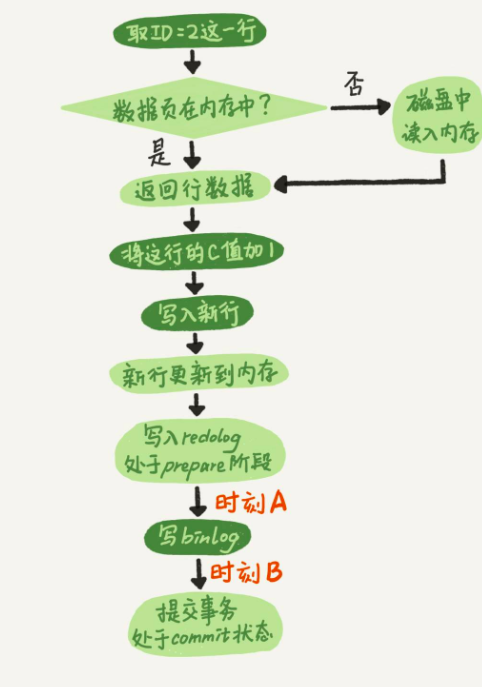 取ID=2这一行
数据页在内存中？
否
磁盘中
读入内存
是
返回行数据
将这行的C值加1
写入新行
新行更新到内存
写入redolog
处于prepare阶段
时刻A
写binlog
时刻B
提交事务
处于commit状态